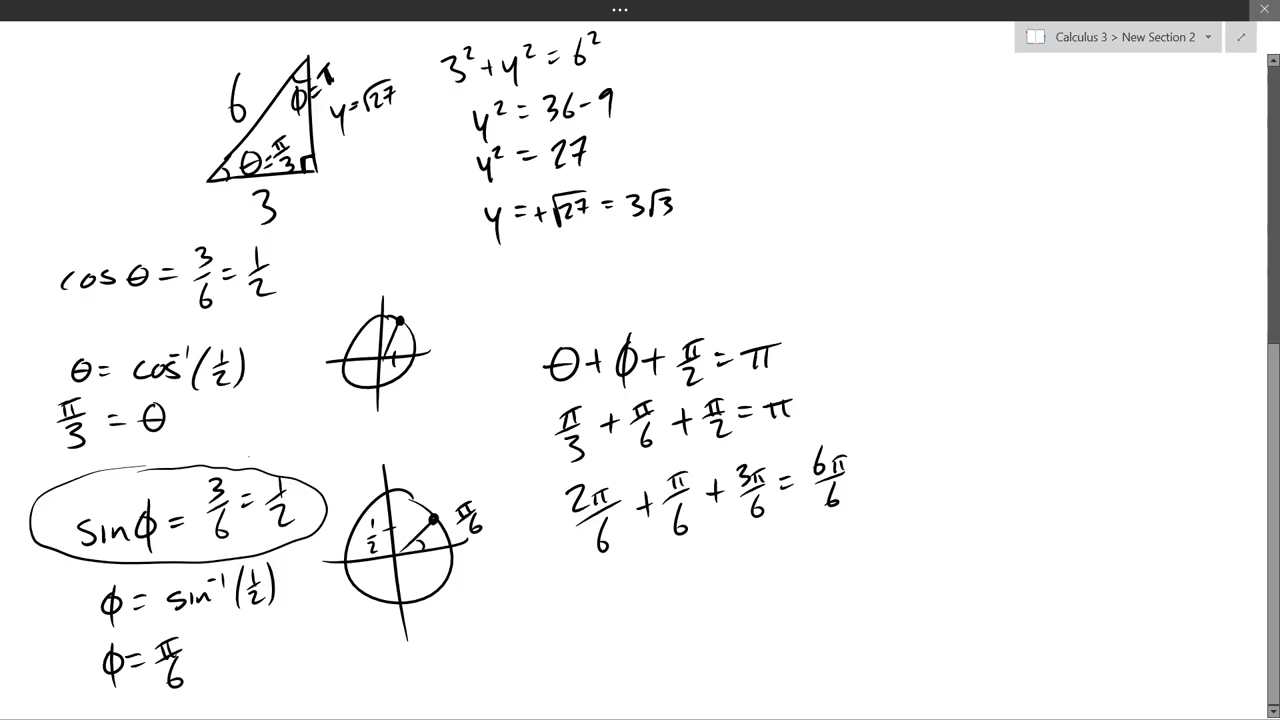 Calculus 3 > New Section 2
6
ϕ = π
y = √27
θ = π/3
3
3² + y² = 6²
y² = 36 - 9
y² = 27
y = +√27 = 3√3
cos θ = 3/6 = 1/2
θ = cos⁻¹(1/2)
π/3 = θ
sin ϕ = 3/6 = 1/2
ϕ = sin⁻¹(1/2)
ϕ = π/6
1/2
π/6
θ + ϕ + π/2 = π
π/3 + π/6 + π/2 = π
2π/6 + π/6 + 3π/6 = 6π/6